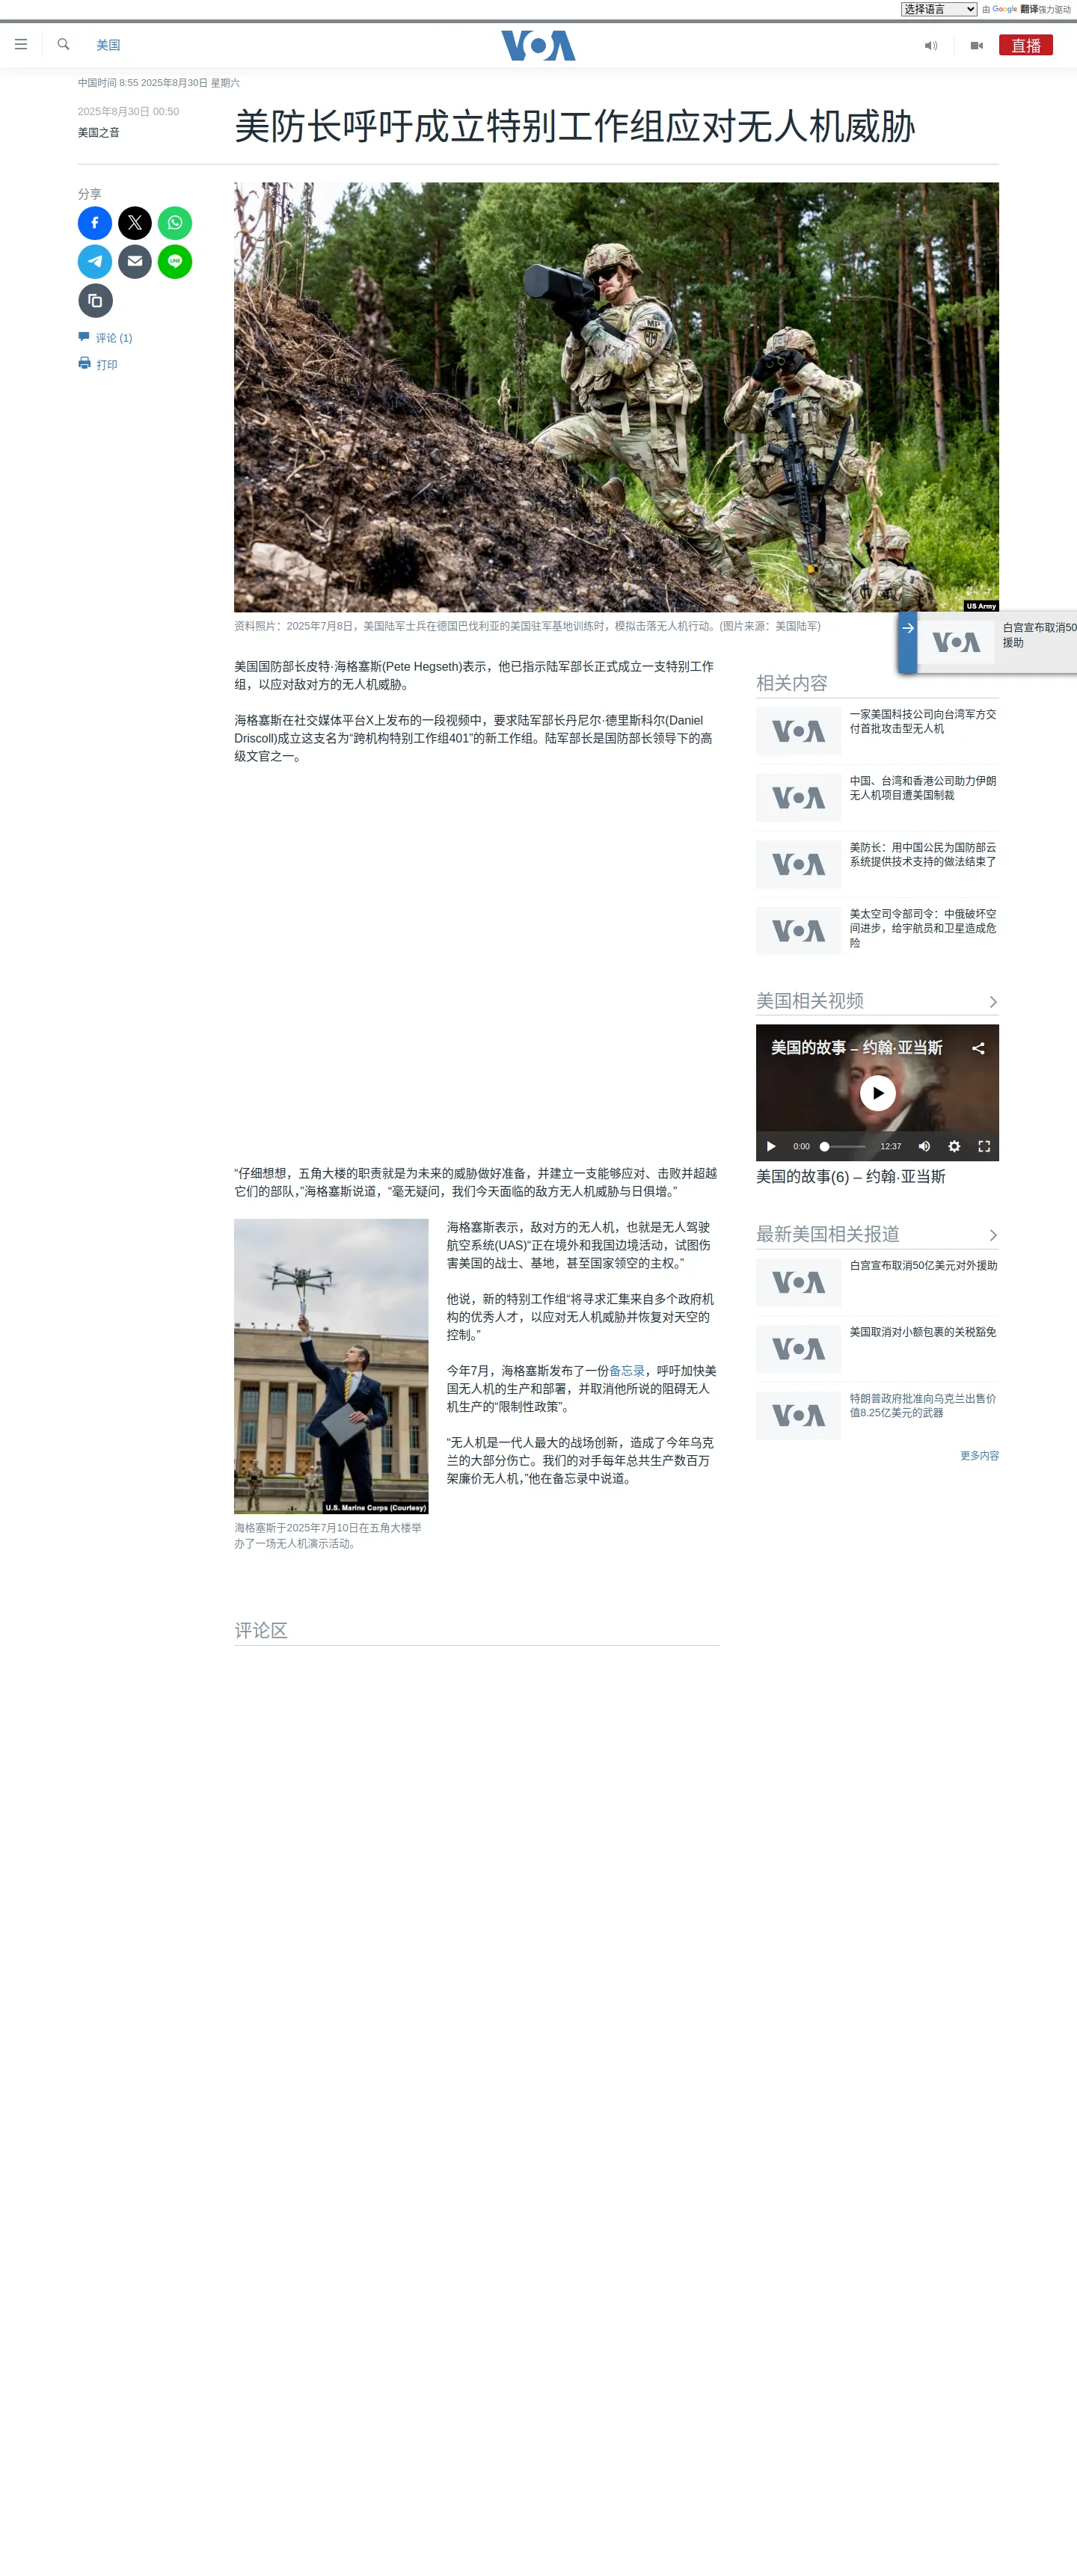 选择语言
由 Google 翻译强力驱动
美国
VOA
直播
中国时间 8:55 2025年8月30日 星期六
2025年8月30日 00:50
美国之音
美防长呼吁成立特别工作组应对无人机威胁
分享
LINE
评论 (1)
打印
MP
US Army
资料照片：2025年7月8日，美国陆军士兵在德国巴伐利亚的美国驻军基地训练时，模拟击落无人机行动。(图片来源：美国陆军)
VOA
白宫宣布取消50
援助
美国国防部长皮特·海格塞斯(Pete Hegseth)表示，他已指示陆军部长正式成立一支特别工作
组，以应对敌对方的无人机威胁。
海格塞斯在社交媒体平台X上发布的一段视频中，要求陆军部长丹尼尔·德里斯科尔(Daniel
Driscoll)成立这支名为“跨机构特别工作组401”的新工作组。陆军部长是国防部长领导下的高
级文官之一。
“仔细想想，五角大楼的职责就是为未来的威胁做好准备，并建立一支能够应对、击败并超越
它们的部队，”海格塞斯说道，“毫无疑问，我们今天面临的敌方无人机威胁与日俱增。”
U.S. Marine Corps (Courtesy)
海格塞斯于2025年7月10日在五角大楼举
办了一场无人机演示活动。
海格塞斯表示，敌对方的无人机，也就是无人驾驶
航空系统(UAS)“正在境外和我国边境活动，试图伤
害美国的战士、基地，甚至国家领空的主权。”
他说，新的特别工作组“将寻求汇集来自多个政府机
构的优秀人才，以应对无人机威胁并恢复对天空的
控制。”
今年7月，海格塞斯发布了一份备忘录，呼吁加快美
国无人机的生产和部署，并取消他所说的阻碍无人
机生产的“限制性政策”。
“无人机是一代人最大的战场创新，造成了今年乌克
兰的大部分伤亡。我们的对手每年总共生产数百万
架廉价无人机，”他在备忘录中说道。
评论区
相关内容
VOA
一家美国科技公司向台湾军方交
付首批攻击型无人机
VOA
中国、台湾和香港公司助力伊朗
无人机项目遭美国制裁
VOA
美防长：用中国公民为国防部云
系统提供技术支持的做法结束了
VOA
美太空司令部司令：中俄破坏空
间进步，给宇航员和卫星造成危
险
美国相关视频
美国的故事 – 约翰·亚当斯
0:00
12:37
美国的故事(6) – 约翰·亚当斯
最新美国相关报道
VOA
白宫宣布取消50亿美元对外援助
VOA
美国取消对小额包裹的关税豁免
VOA
特朗普政府批准向乌克兰出售价
值8.25亿美元的武器
更多内容